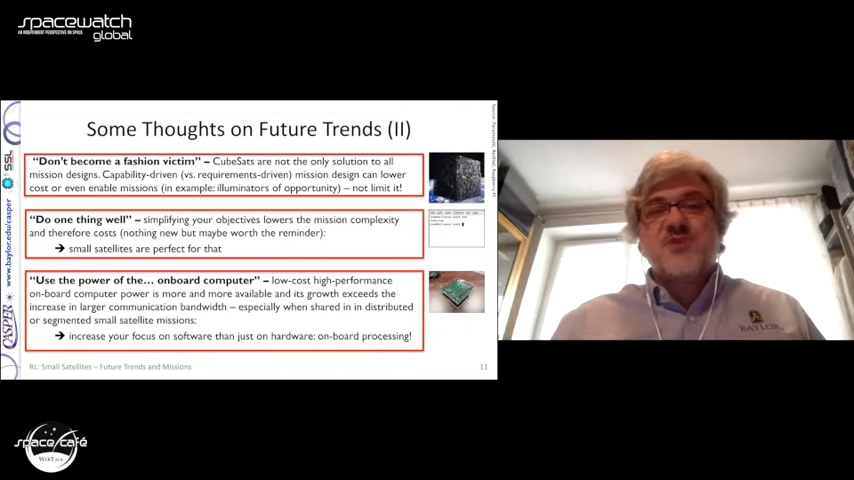 spacewatch
AN INDEPENDENT PERSPECTIVE ON SPACE
global
Some Thoughts on Future Trends (II)
“Don’t become a fashion victim” – CubeSats are not the only solution to all
mission designs. Capability-driven (vs. requirements-driven) mission design can lower
cost or even enable missions (in example: illuminators of opportunity) – not limit it!
“Do one thing well” – simplifying your objectives lowers the mission complexity
and therefore costs (nothing new but maybe worth the reminder):
→ small satellites are perfect for that
“Use the power of the… onboard computer” – low-cost high-performance
on-board computer power is more and more available and its growth exceeds the
increase in larger communication bandwidth – especially when shared in in distributed
or segmented small satellite missions:
→ increase your focus on software than just on hardware: on-board processing!
RL: Small Satellites – Future Trends and Missions
11
SSL
www.baylor.edu/casper
CASPER
BAYLOR
space café
WEBTALK